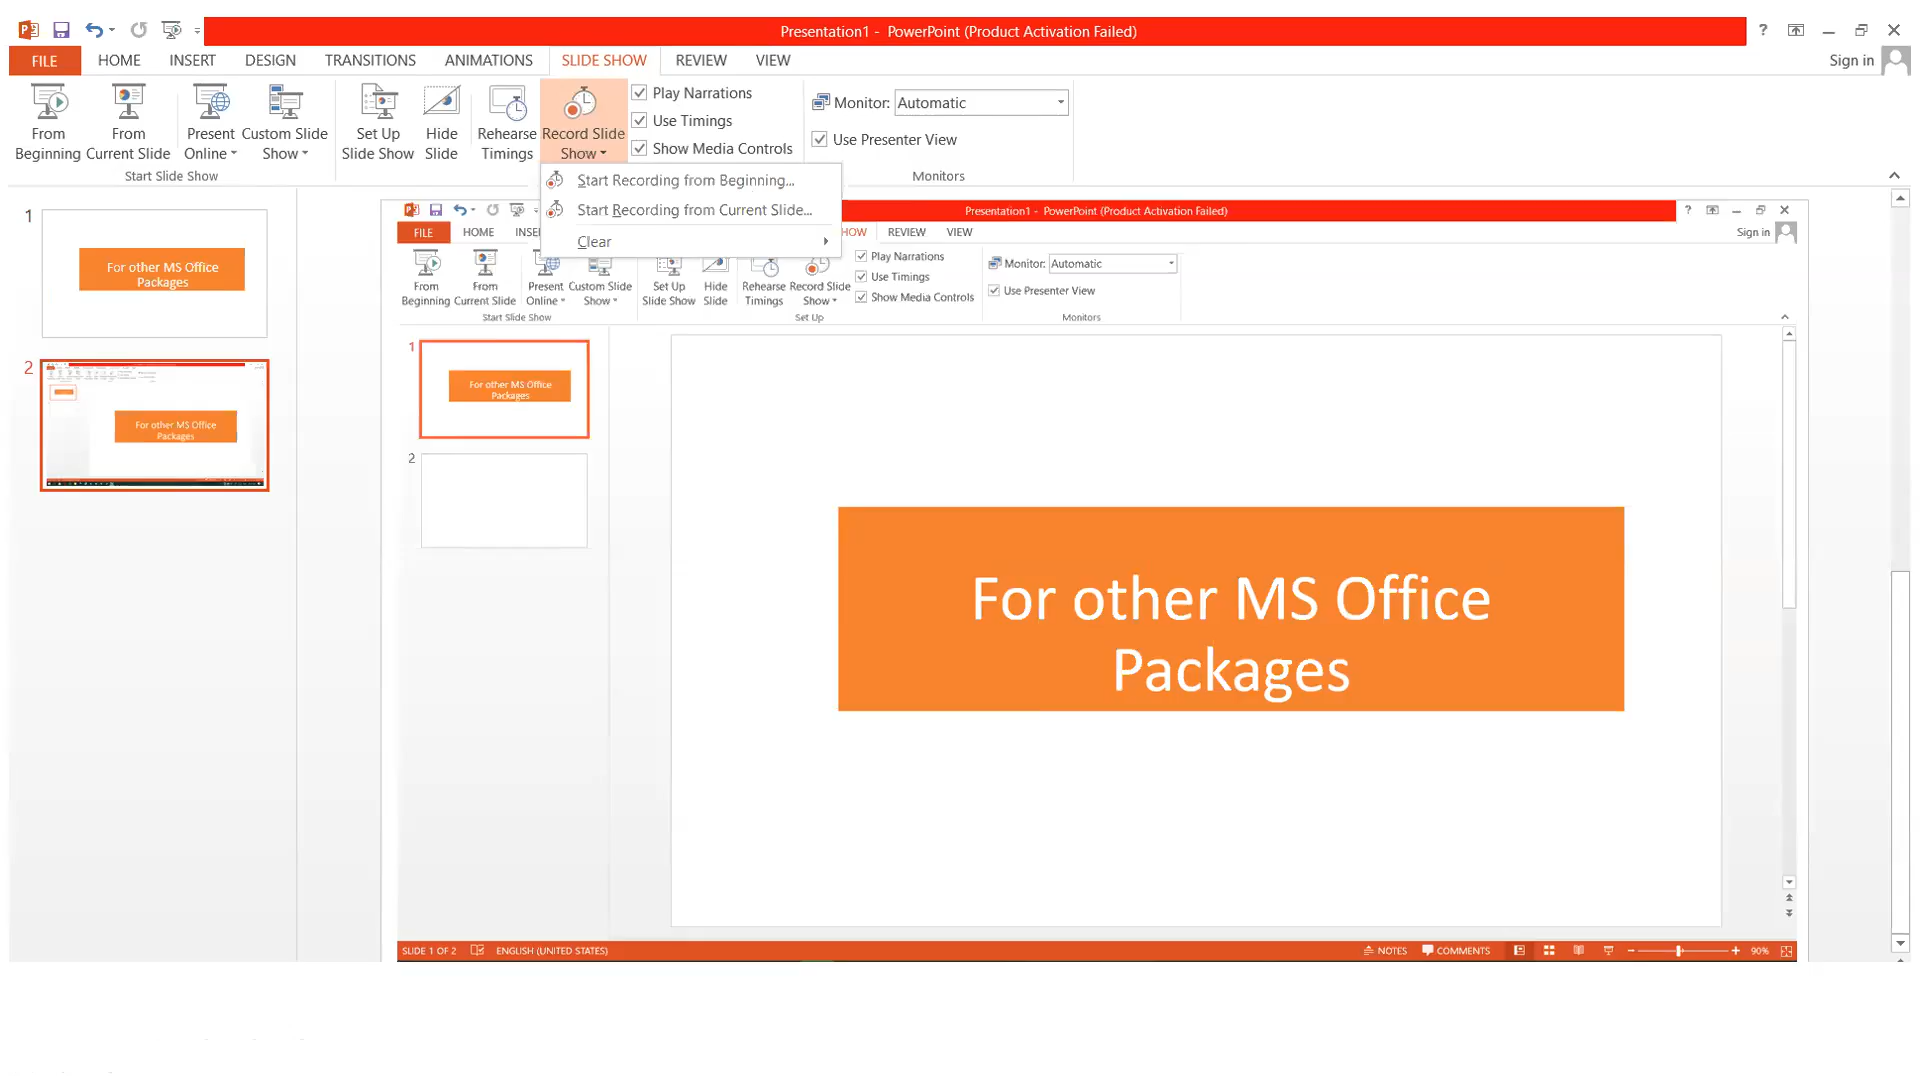 Presentation1 - PowerPoint (Product Activation Failed)
?
FILE HOME INSERT DESIGN TRANSITIONS ANIMATIONS SLIDE SHOW REVIEW VIEW
Sign in
From Beginning
From Current Slide
Present Online
Custom Slide Show
Start Slide Show
Set Up Slide Show
Hide Slide
Rehearse Timings
Record Slide Show
Play Narrations
Use Timings
Show Media Controls
Monitor: Automatic
Use Presenter View
Monitors
Start Recording from Beginning...
Start Recording from Current Slide...
Clear
1
For other MS Office
Packages
2
For other MS Office
Packages
Presentation1 - PowerPoint (Product Activation Failed)
?
FILE HOME INSE HOW REVIEW VIEW
Sign in
From Beginning
From Current Slide
Present Online
Custom Slide Show
Start Slide Show
Set Up Slide Show
Hide Slide
Rehearse Timings
Record Slide Show
Set Up
Play Narrations
Use Timings
Show Media Controls
Monitor: Automatic
Use Presenter View
Monitors
1
For other MS Office
Packages
2
For other MS Office
Packages
SLIDE 1 OF 2 ENGLISH (UNITED STATES) NOTES COMMENTS 90%